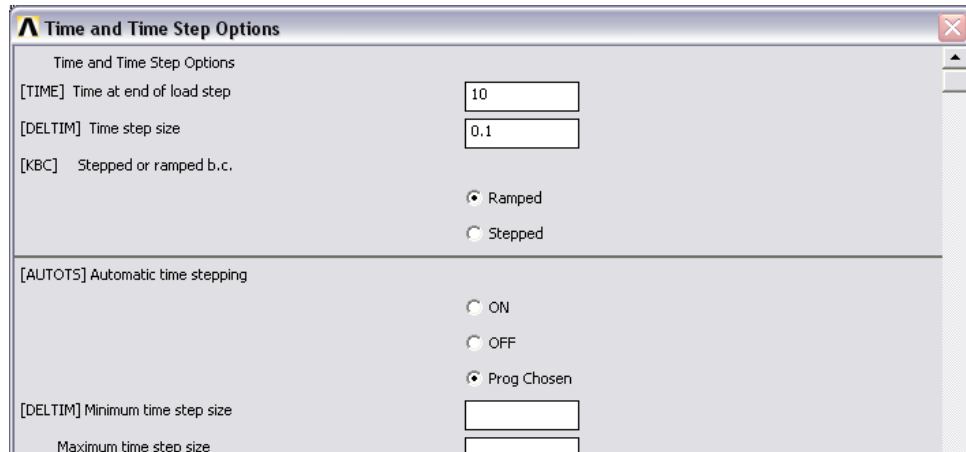 Time and Time Step Options
Time and Time Step Options
[TIME] Time at end of load step
10
[DELTIM] Time step size
0.1
[KBC] Stepped or ramped b.c.
Ramped
Stepped
[AUTOTS] Automatic time stepping
ON
OFF
Prog Chosen
[DELTIM] Minimum time step size
Maximum time step size